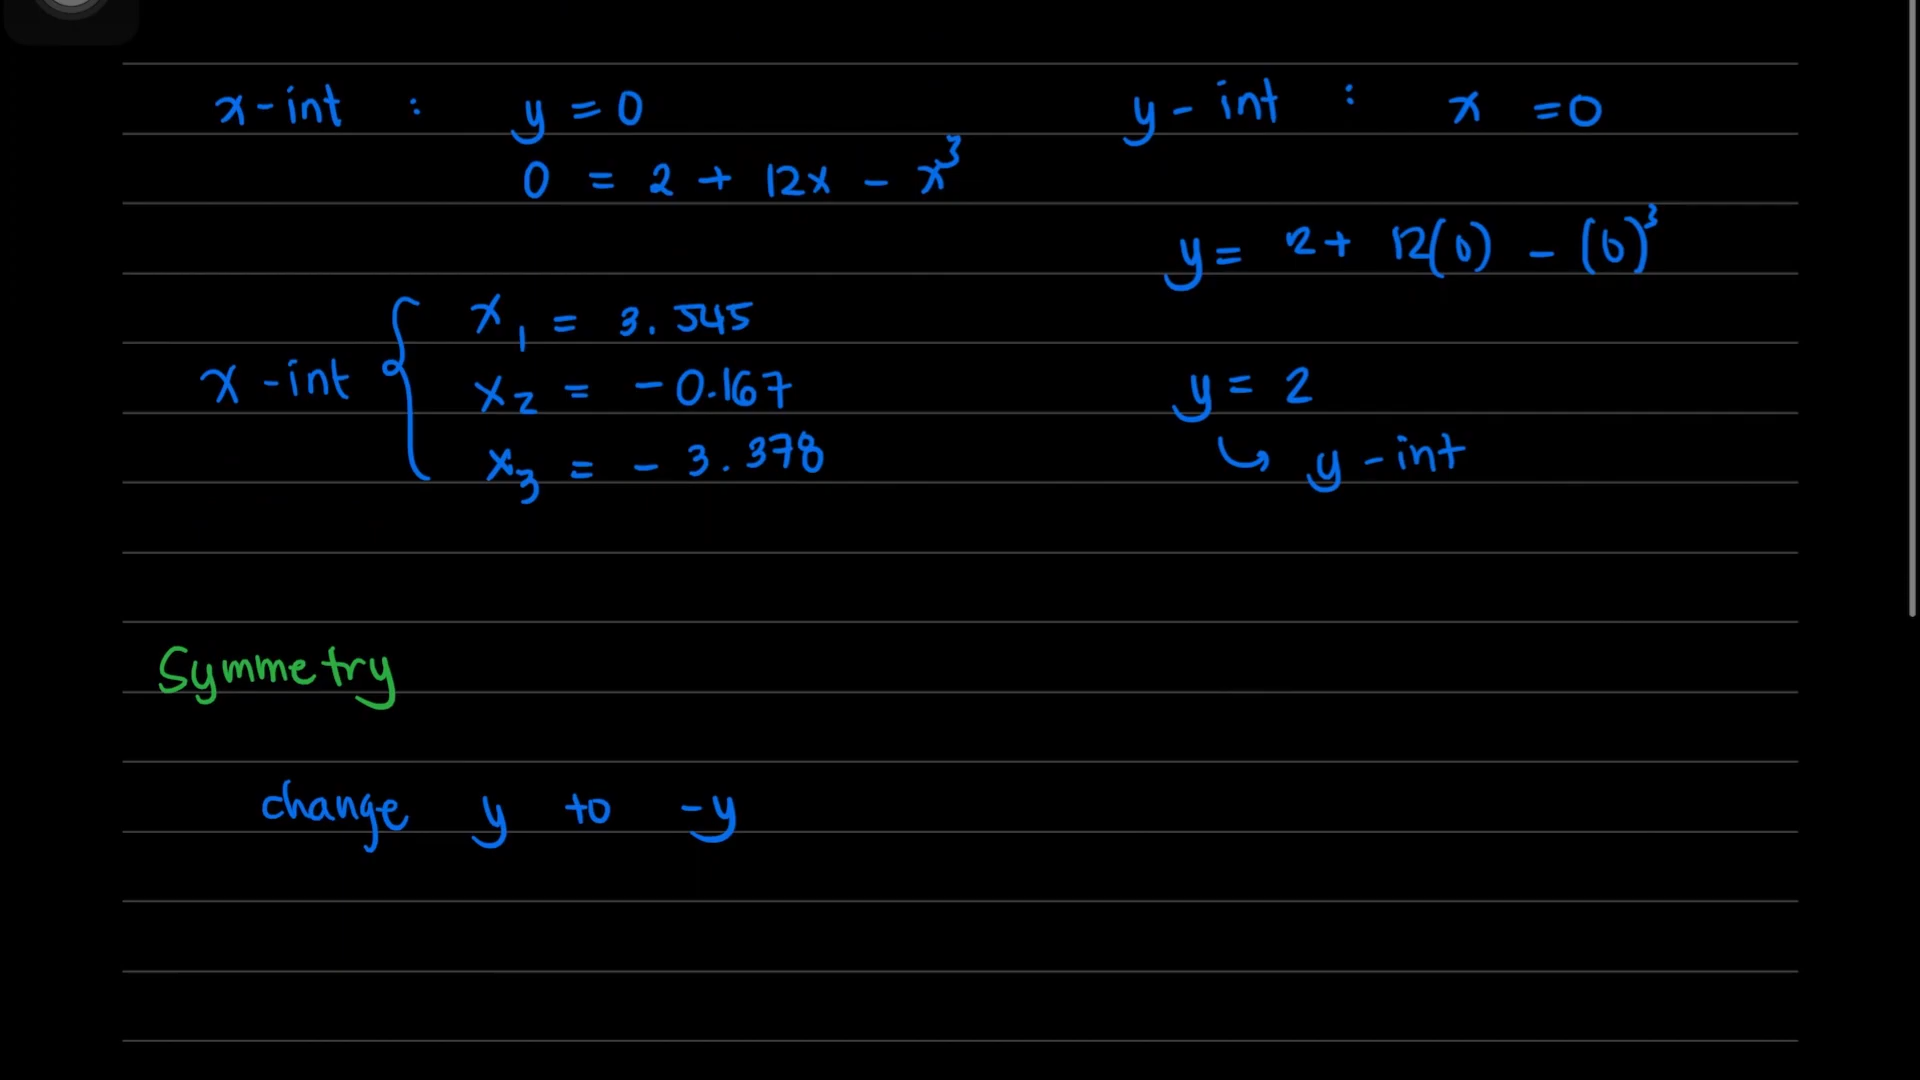 x-int : y = 0
0 = 2 + 12x - x³
x-int { x₁ = 3.545
x₂ = -0.167
x₃ = -3.378
y-int : x = 0
y = 2 + 12(0) - (0)³
y = 2
↳ y-int
Symmetry
change y to -y